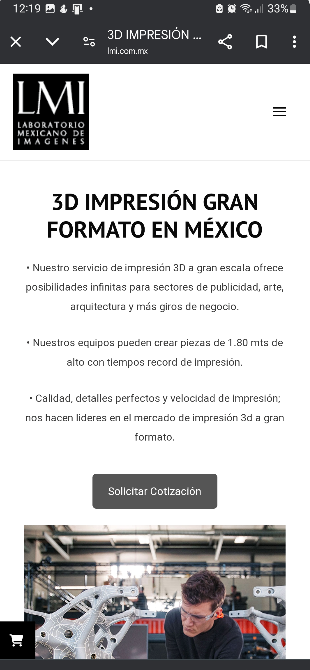 12:19
33%
3D IMPRESIÓN ...
lmi.com.mx
LMI
LABORATORIO
MEXICANO DE
IMAGENES
3D IMPRESIÓN GRAN
FORMATO EN MÉXICO
• Nuestro servicio de impresión 3D a gran escala ofrece
posibilidades infinitas para sectores de publicidad, arte,
arquitectura y más giros de negocio.
• Nuestros equipos pueden crear piezas de 1.80 mts de
alto con tiempos record de impresión.
• Calidad, detalles perfectos y velocidad de impresión;
nos hacen lideres en el mercado de impresión 3d a gran
formato.
Solicitar Cotización